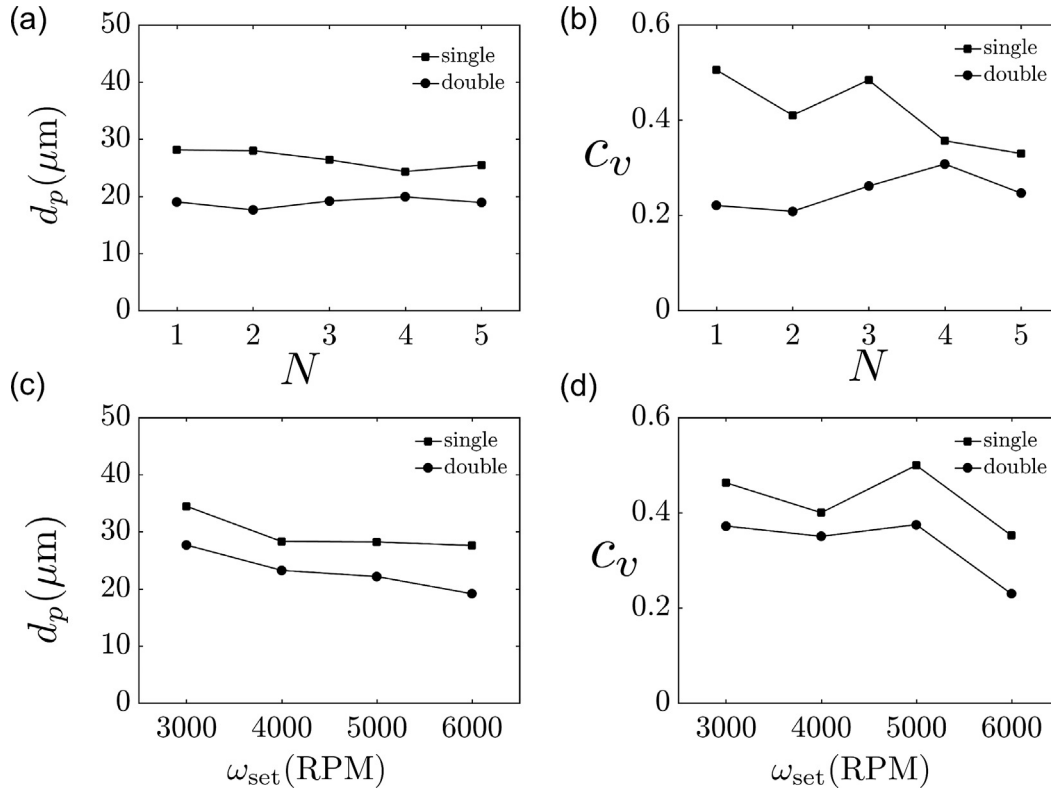 (a)
50
40
30
20
10
0
d_p(μm)
single
double
1 2 3 4 5
N
(b)
0.6
0.4
0.2
0
c_v
single
double
1 2 3 4 5
N
(c)
50
40
30
20
10
0
d_p(μm)
single
double
3000 4000 5000 6000
ω_set(RPM)
(d)
0.6
0.4
0.2
0
c_v
single
double
3000 4000 5000 6000
ω_set(RPM)